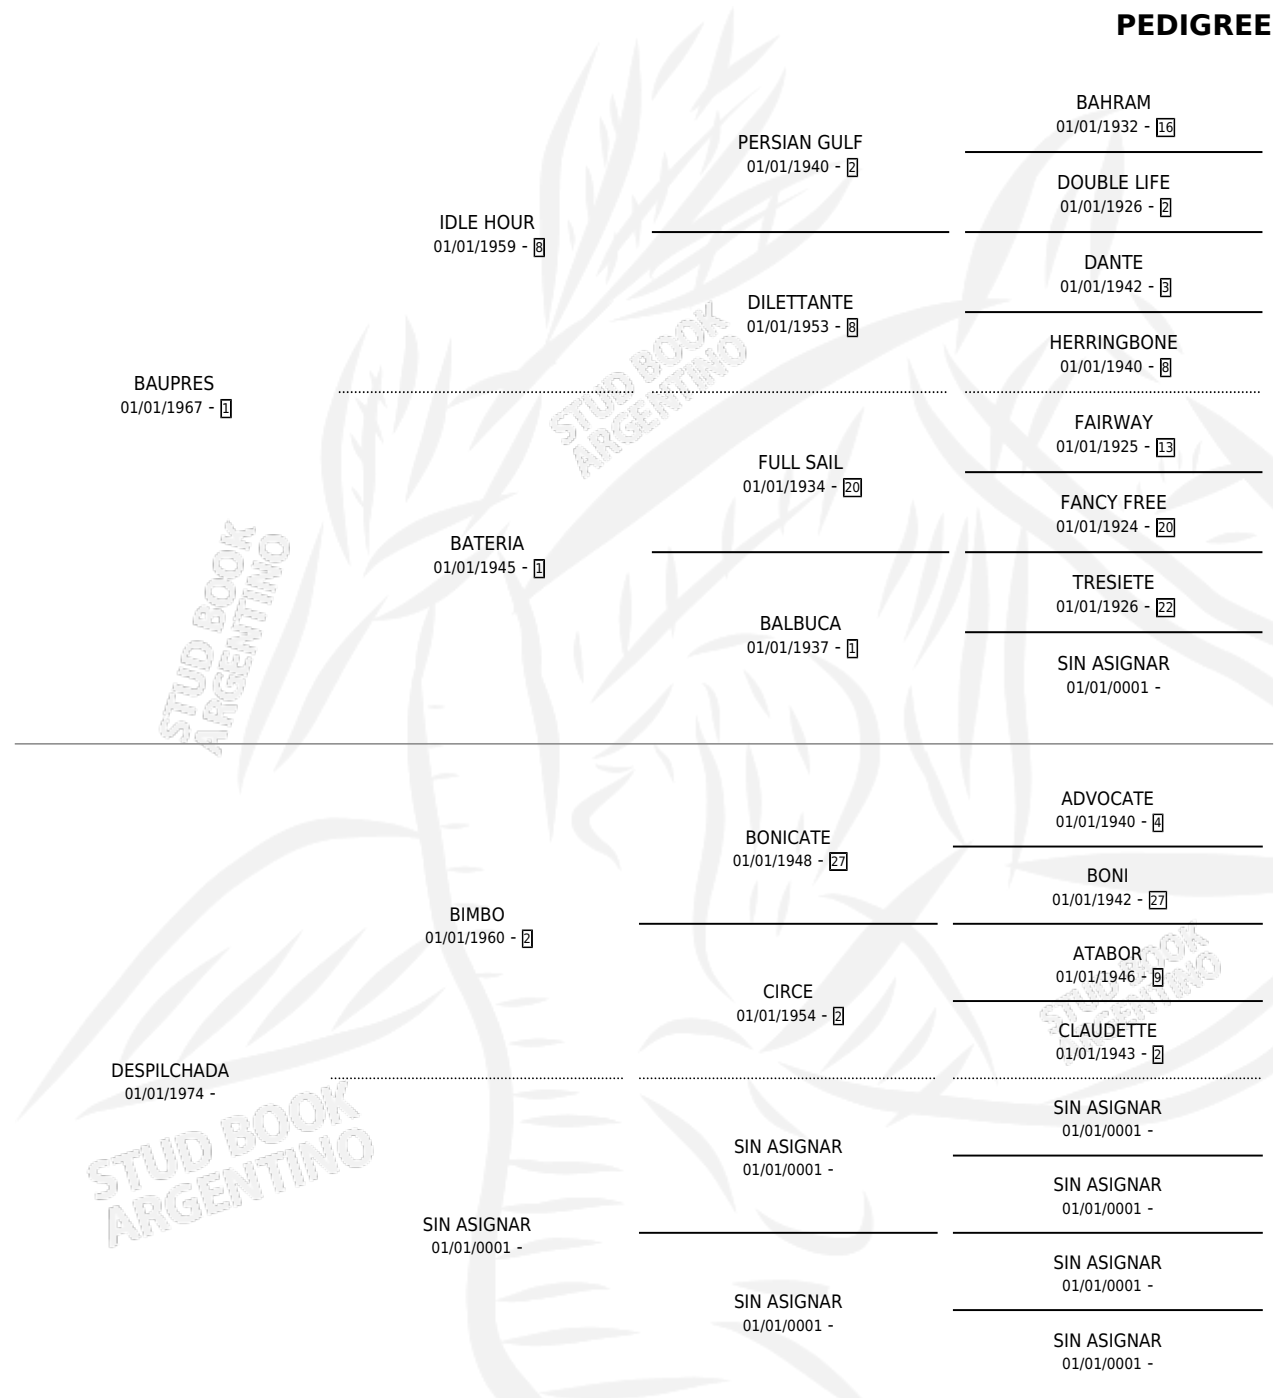 PEDIGREE
BAHRAM
01/01/1932 - 16
PERSIAN GULF
01/01/1940 - 2
DOUBLE LIFE
01/01/1926 - 2
IDLE HOUR
01/01/1959 - 8
DANTE
01/01/1942 - 3
DILETTANTE
01/01/1953 - 8
HERRINGBONE
01/01/1940 - 8
BAUPRES
01/01/1967 - 1
FAIRWAY
01/01/1925 - 13
FULL SAIL
01/01/1934 - 20
FANCY FREE
01/01/1924 - 20
BATERIA
01/01/1945 - 1
TRESIETE
01/01/1926 - 22
BALBUCA
01/01/1937 - 1
SIN ASIGNAR
01/01/0001 -
ADVOCATE
01/01/1940 - 4
BONICATE
01/01/1948 - 27
BONI
01/01/1942 - 27
BIMBO
01/01/1960 - 2
ATABOR
01/01/1946 - 9
CIRCE
01/01/1954 - 2
CLAUDETTE
01/01/1943 - 2
DESPILCHADA
01/01/1974 -
SIN ASIGNAR
01/01/0001 -
SIN ASIGNAR
01/01/0001 -
SIN ASIGNAR
01/01/0001 -
SIN ASIGNAR
01/01/0001 -
SIN ASIGNAR
01/01/0001 -
SIN ASIGNAR
01/01/0001 -
SIN ASIGNAR
01/01/0001 -
STUD BOOK
ARGENTINO
STUD BOOK
ARGENTINO
STUD BOOK
ARGENTINO
STUD BOOK
ARGENTINO